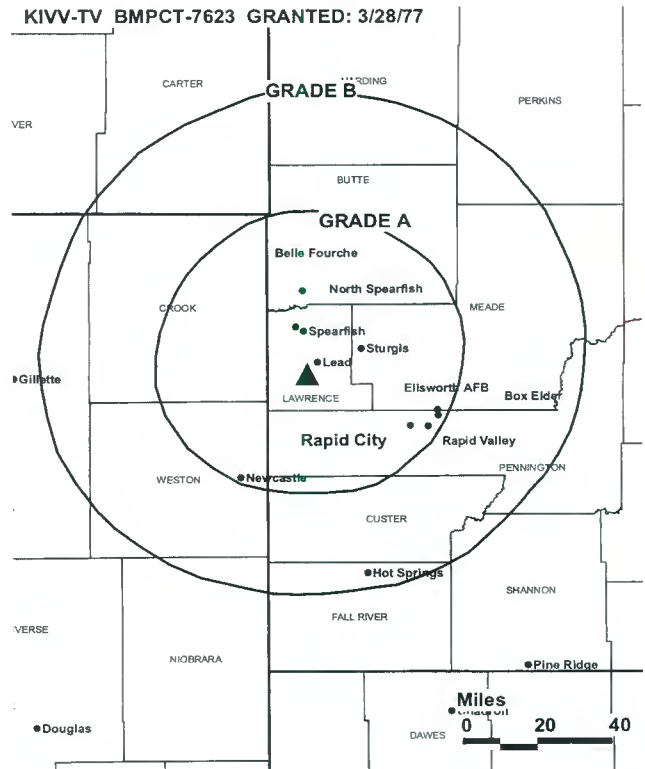 KIVV-TV BMPCT-7623 GRANTED: 3/28/77
CARTER
RDING
GRADE B
PERKINS
VER
BUTTE
GRADE A
Belle Fourche
North Spearfish
CROOK
MEADE
Spearfish
Sturgis
Lead
Gillette
Ellsworth AFB
LAWRENCE
Box Elder
Rapid City
Rapid Valley
PENNINGTON
WESTON
Newcastle
CUSTER
Hot Springs
SHANNON
FALL RIVER
VERSE
NIOBRARA
Pine Ridge
Miles
0 20 40
Douglas
DAWES